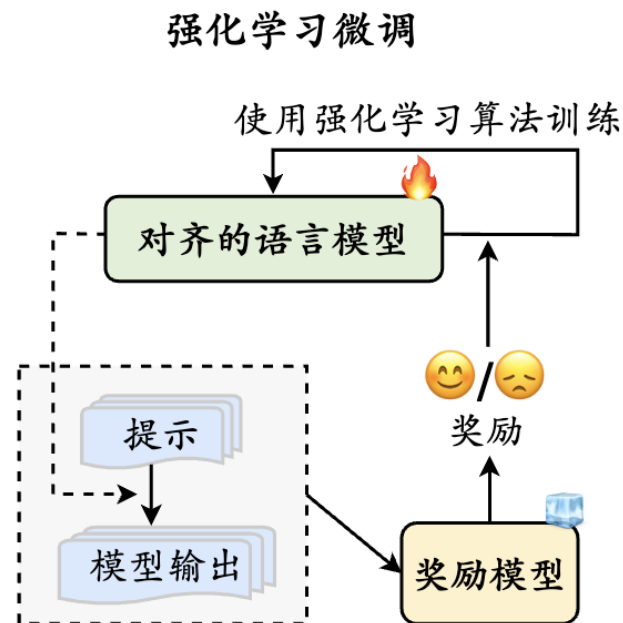 强化学习微调
使用强化学习算法训练
对齐的语言模型
提示
奖励
模型输出
奖励模型